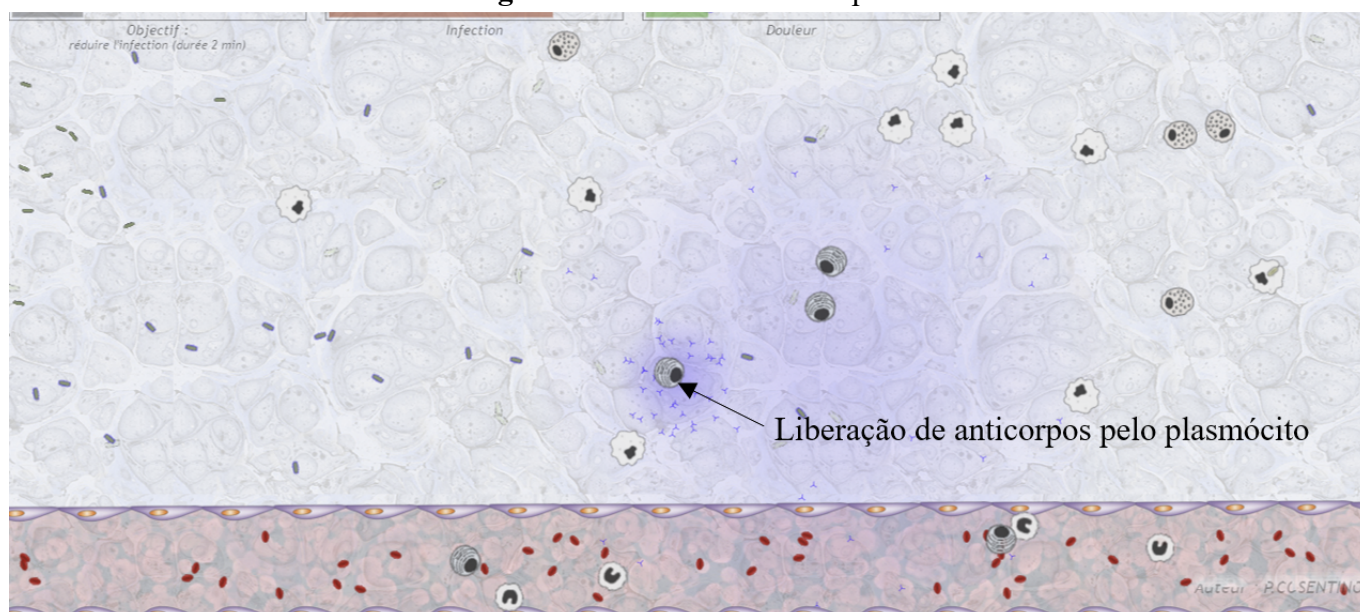 Objectif :
réduire l'infection (durée 2 min)
Infection
Douleur
Liberação de anticorpos pelo plasmócito
Auteur P.COSENTINO